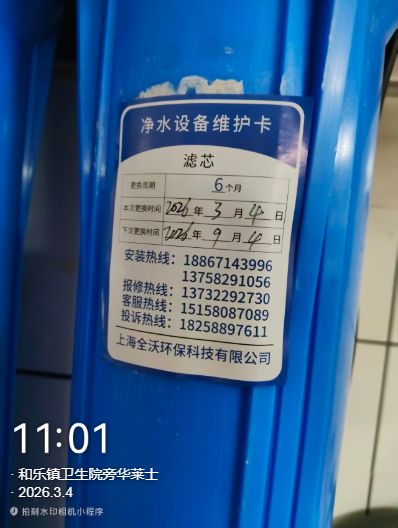 净水设备维护卡
滤芯
更换周期 6个月
本次更换时间 2026年3月4日
下次更换时间 2026年9月4日
安装热线：18867143996
13758291056
报修热线：13732292730
客服热线：15158087089
投诉热线：18258897611
上海全沃环保科技有限公司
11:01
· 和乐镇卫生院旁华莱士
· 2026.3.4
拍刻水印相机小程序